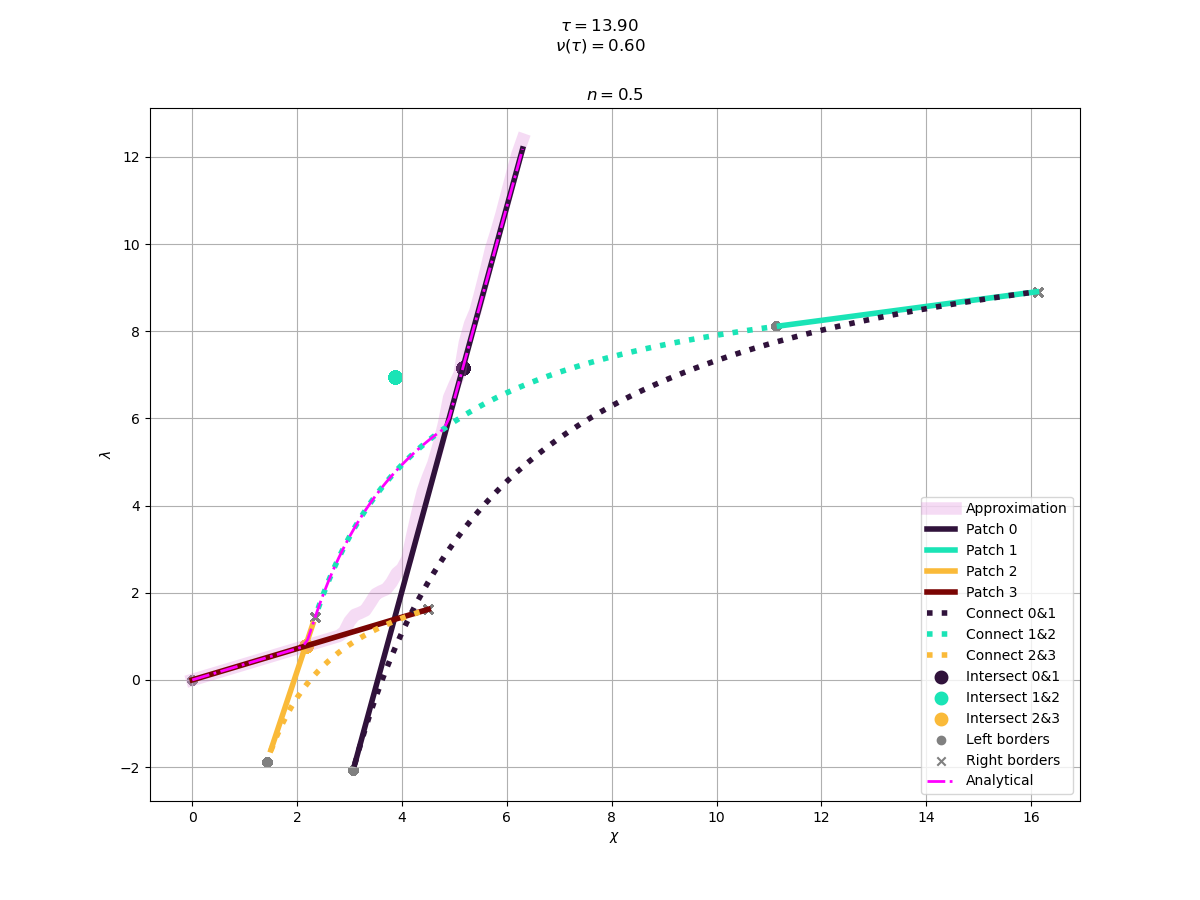 τ = 13.90
ν(τ) = 0.60
n = 0.5
12
10
8
6
4
2
0
−2
λ
0 2 4 6 8 10 12 14 16
χ
Approximation
Patch 0
Patch 1
Patch 2
Patch 3
Connect 0&1
Connect 1&2
Connect 2&3
Intersect 0&1
Intersect 1&2
Intersect 2&3
Left borders
Right borders
Analytical